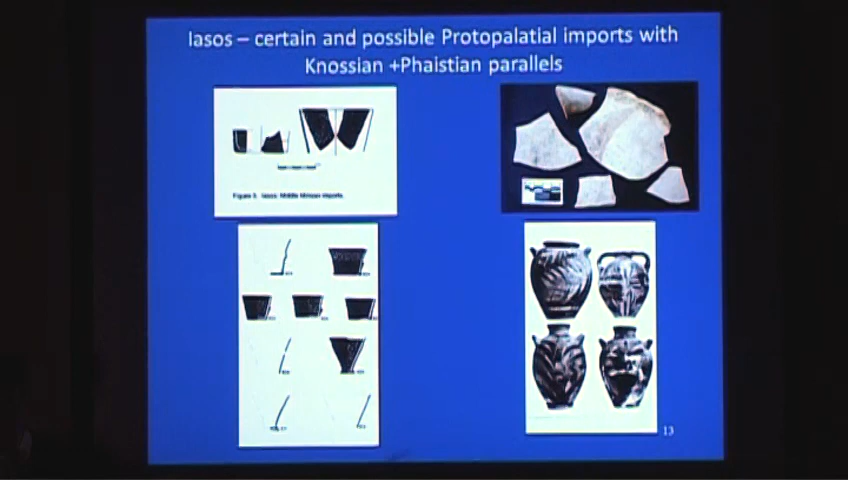 Iasos – certain and possible Protopalatial imports with
Knossian +Phaistian parallels
Figure 5. Iasos: Middle Minoan imports.
13